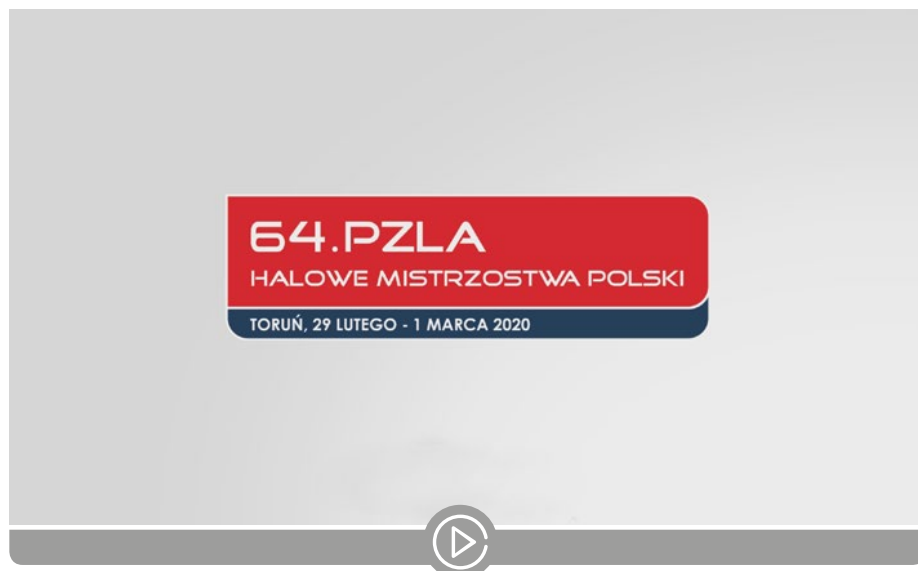 64.PZLA
HALOWE MISTRZOSTWA POLSKI
TORUŃ, 29 LUTEGO - 1 MARCA 2020